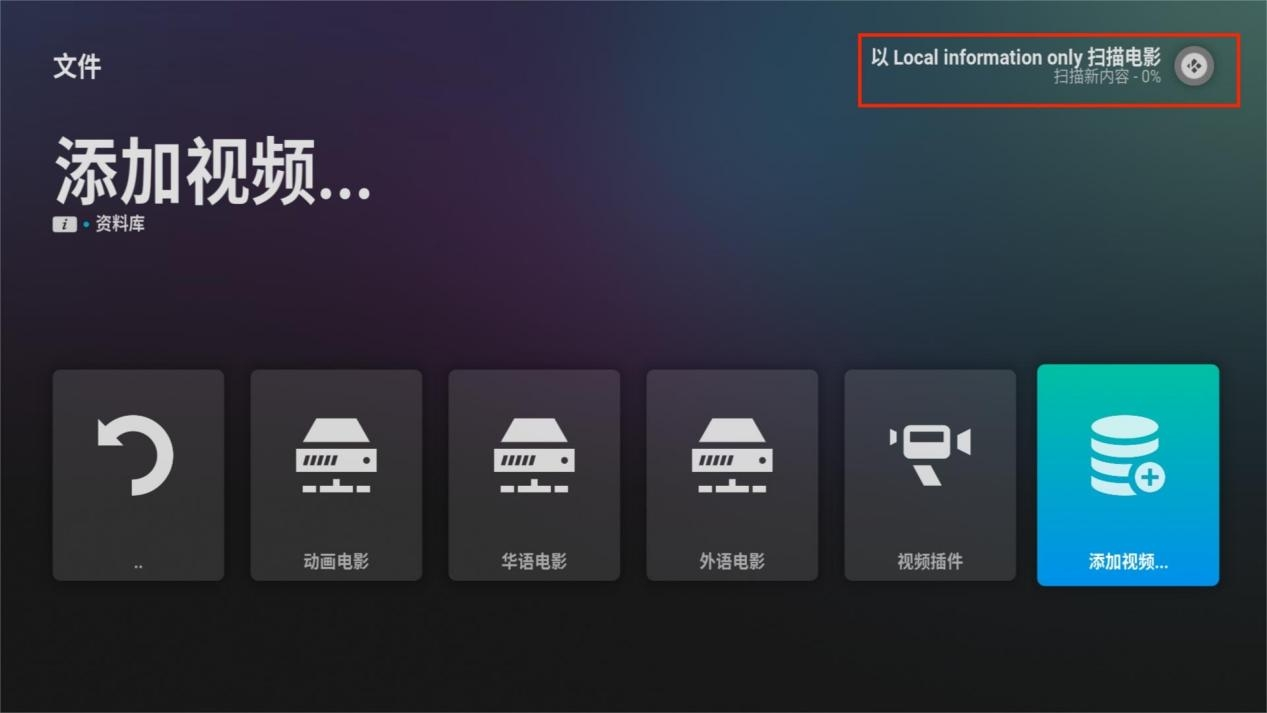 文件
以 Local information only 扫描电影
扫描新内容 - 0%
添加视频...
i • 资料库
..
动画电影
华语电影
外语电影
视频插件
添加视频...